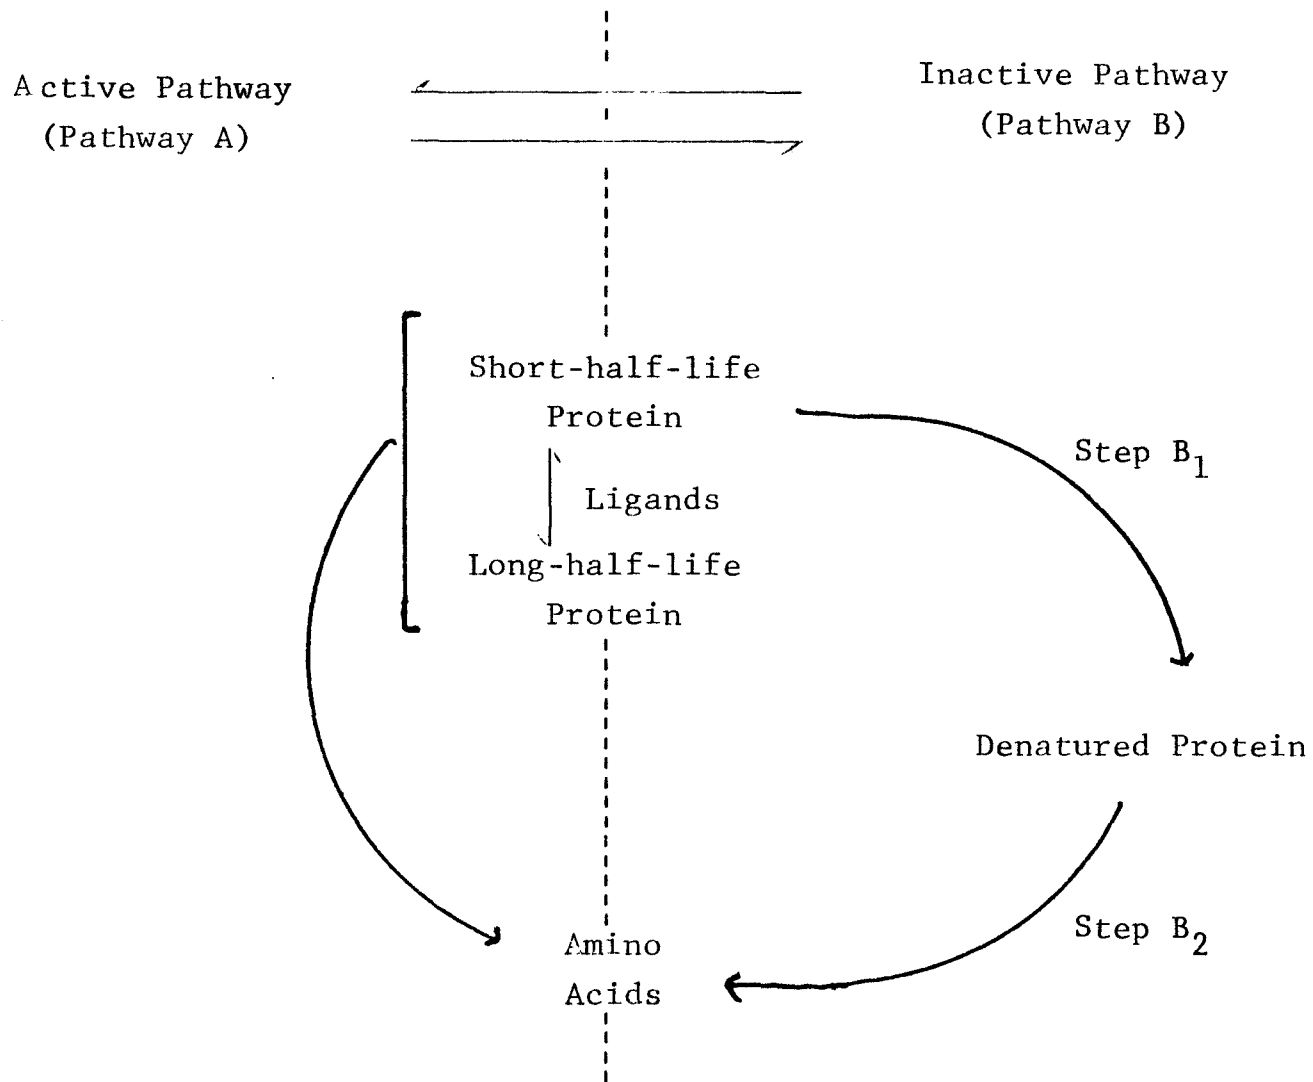 Active Pathway
(Pathway A)
Inactive Pathway
(Pathway B)
Short-half-life
Protein
Step B₁
Ligands
Long-half-life
Protein
Denatured Protein
Step B₂
Amino
Acids